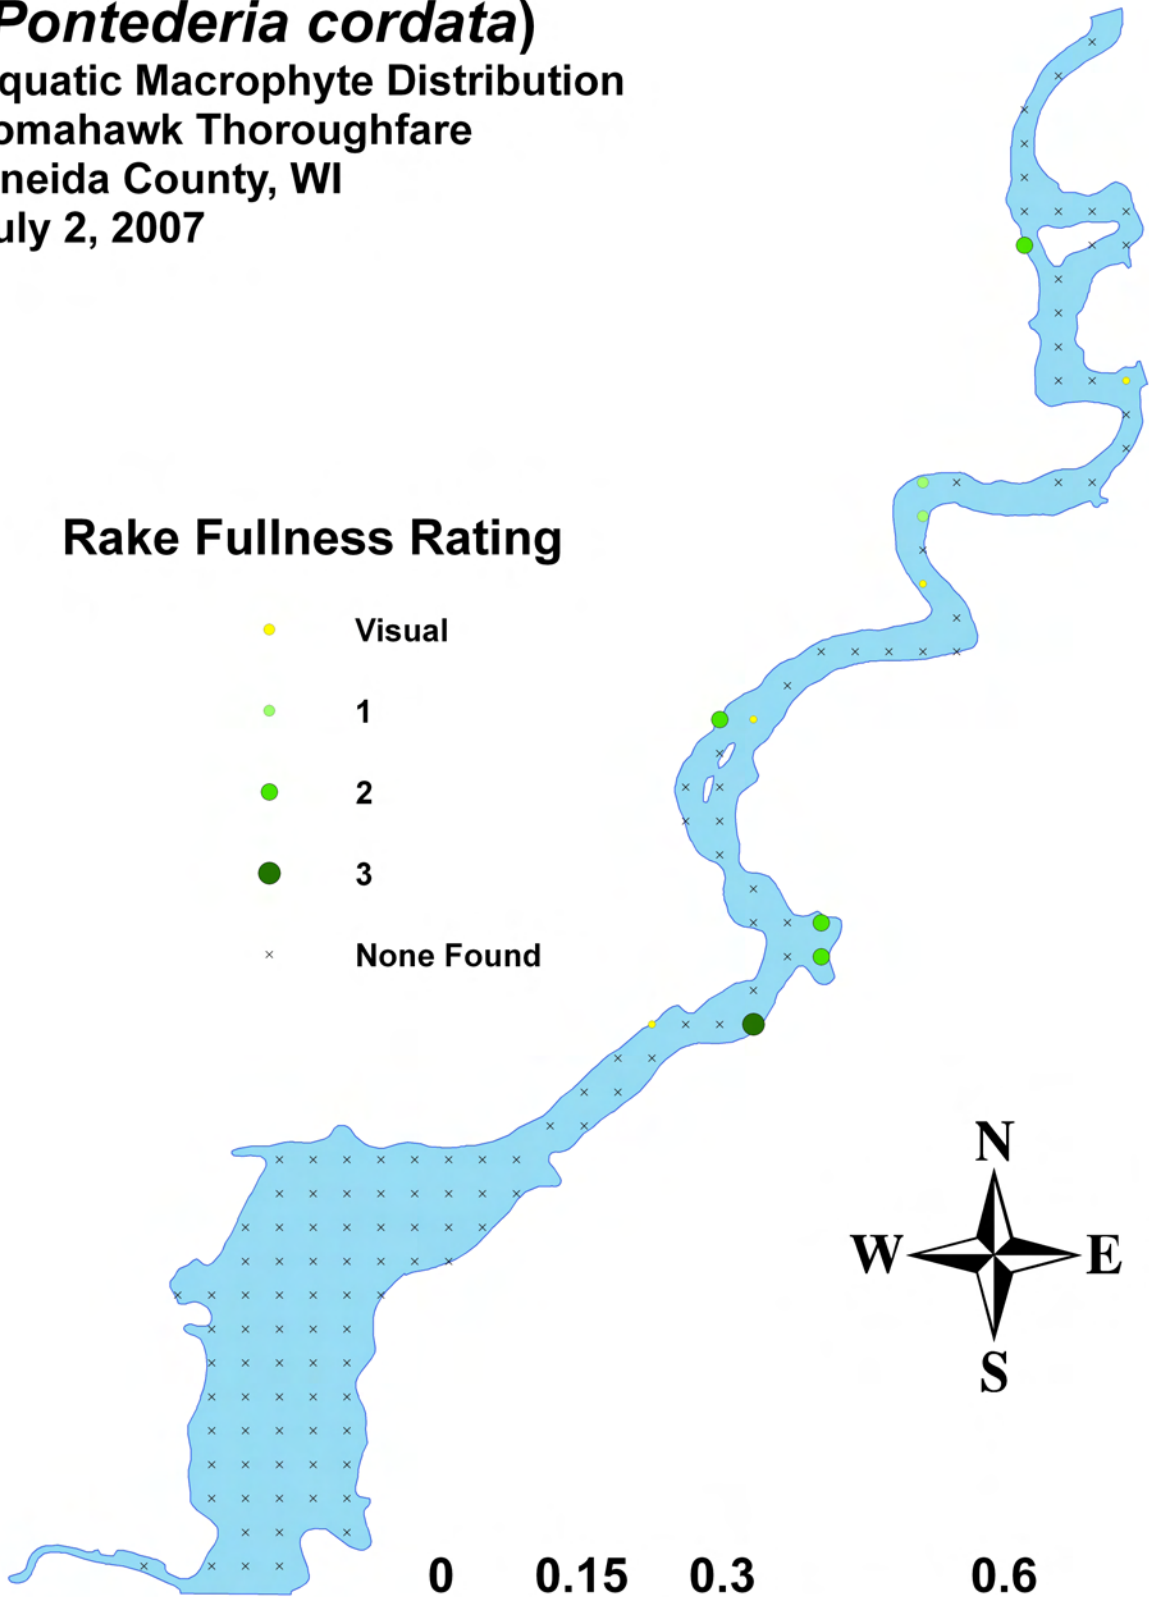 Pontederia cordata)
quatic Macrophyte Distribution
omahawk Thoroughfare
neida County, WI
uly 2, 2007
Rake Fullness Rating
Visual
1
2
3
None Found
N
W E
S
0 0.15 0.3 0.6